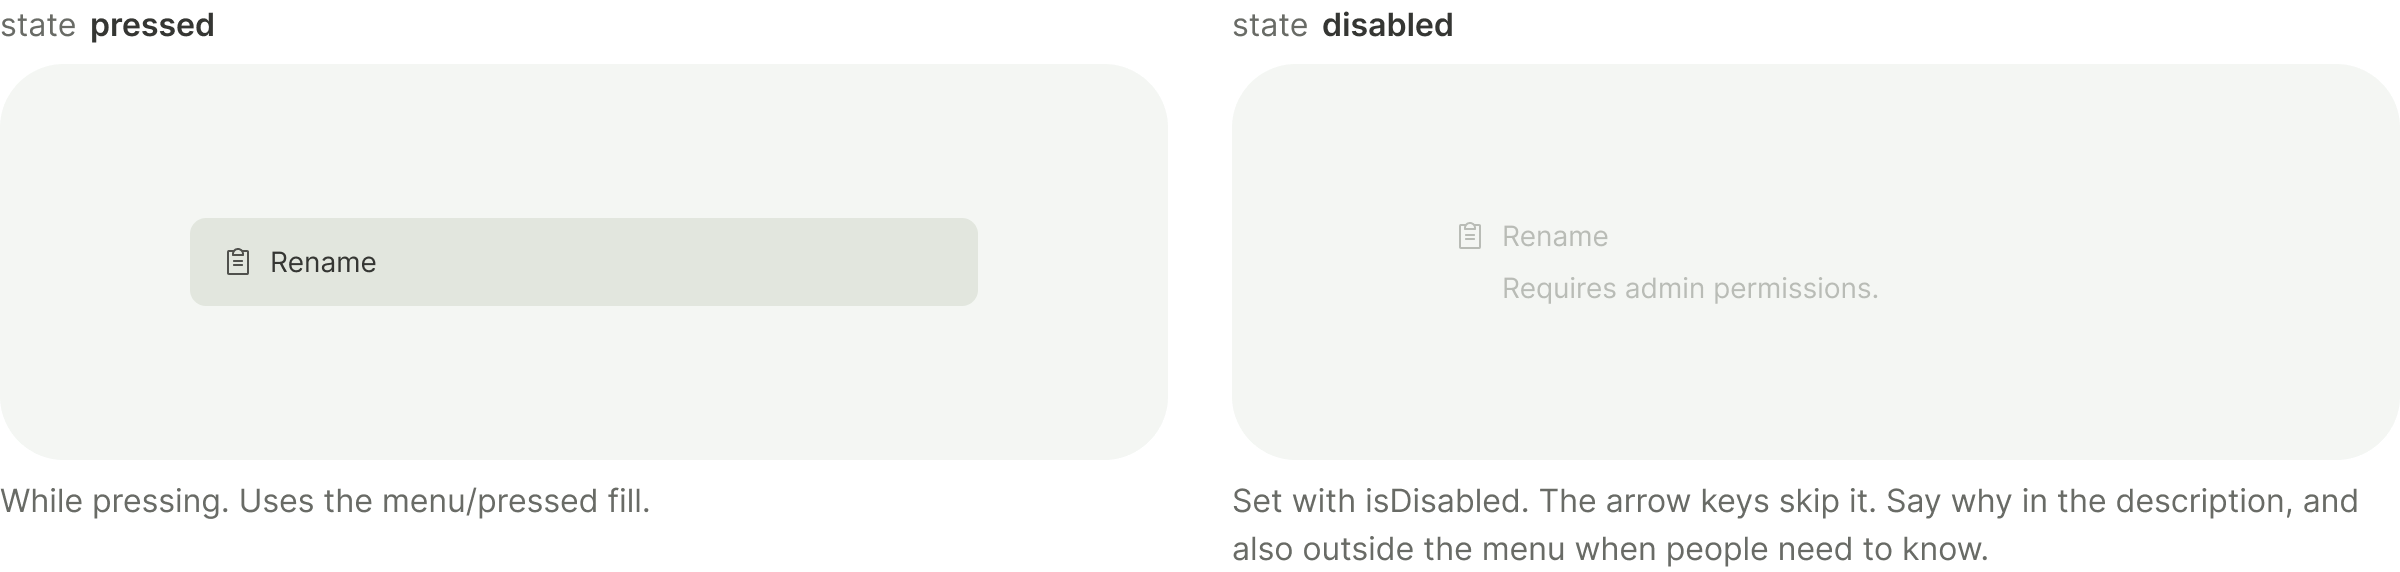 state pressed
Rename
While pressing. Uses the menu/pressed fill.
state disabled
Rename
Requires admin permissions.
Set with isDisabled. The arrow keys skip it. Say why in the description, and
also outside the menu when people need to know.